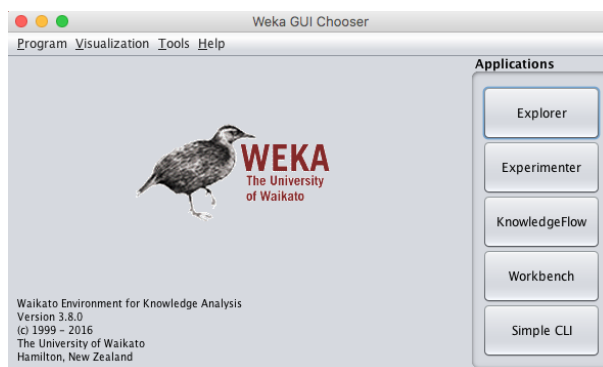 Weka GUI Chooser
Program Visualization Tools Help
Applications
Explorer
Experimenter
KnowledgeFlow
Workbench
Simple CLI
WEKA
The University
of Waikato
Waikato Environment for Knowledge Analysis
Version 3.8.0
(c) 1999 – 2016
The University of Waikato
Hamilton, New Zealand